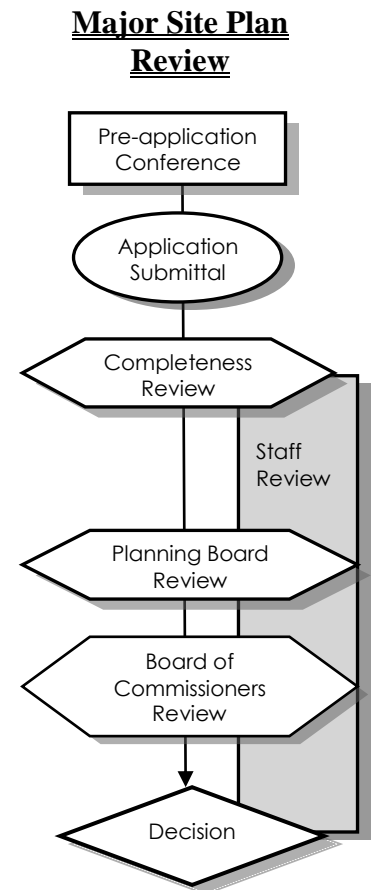 Major Site Plan
Review
Pre-application
Conference
Application
Submittal
Completeness
Review
Staff
Review
Planning Board
Review
Board of
Commissioners
Review
Decision